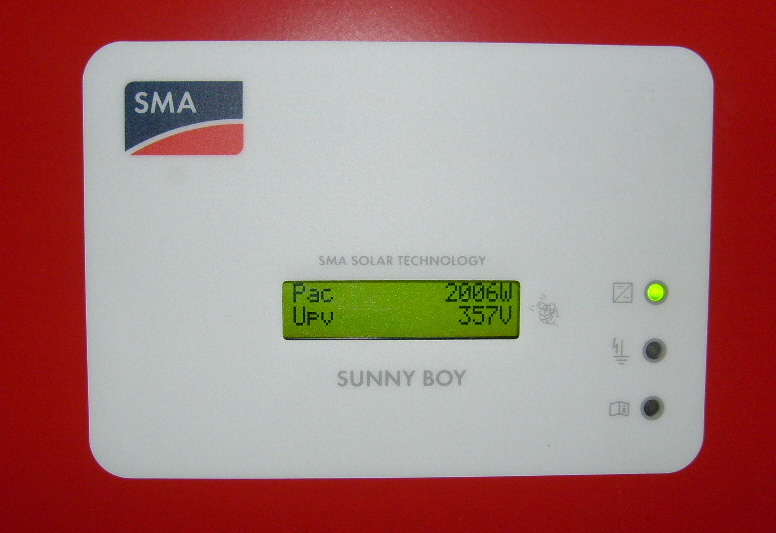 SMA
SMA SOLAR TECHNOLOGY
Pac 2006W
Upv 357V
SUNNY BOY